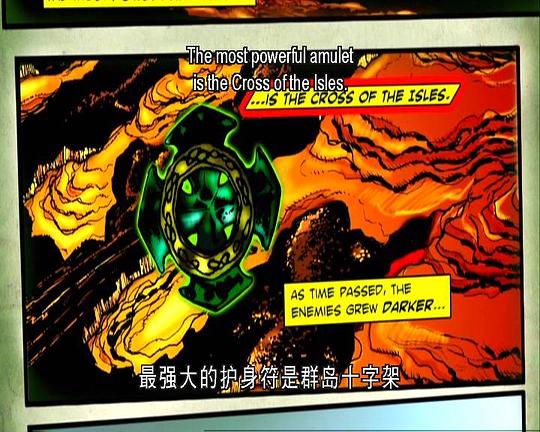 The most powerful amulet
is the Cross of the Isles.
...IS THE CROSS OF THE ISLES.
AS TIME PASSED, THE
ENEMIES GREW DARKER...
最强大的护身符是群岛十字架